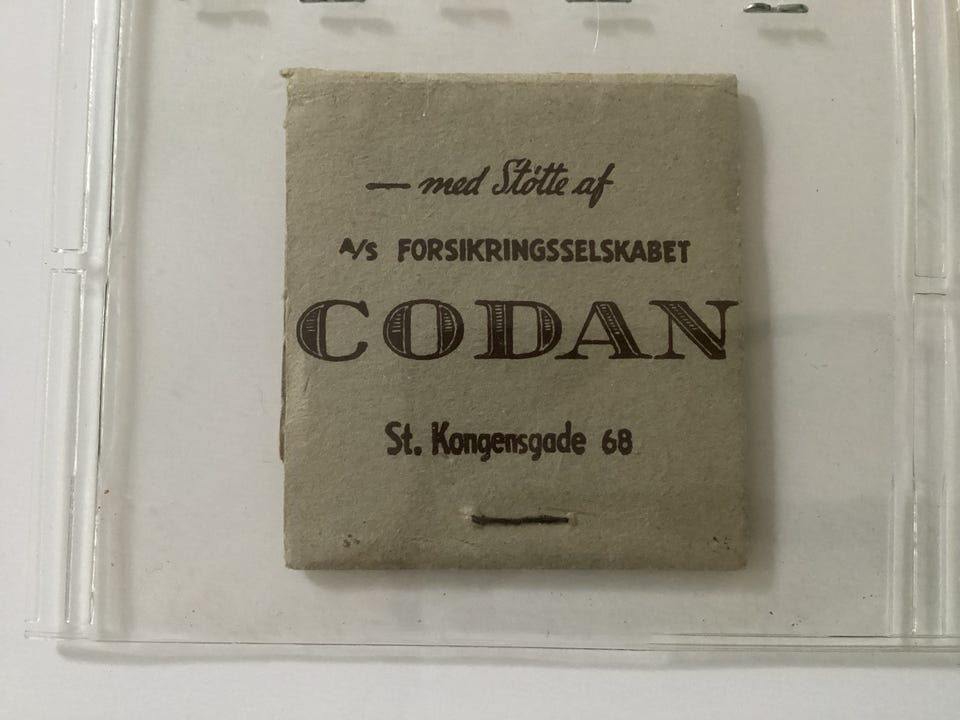 — med Støtte af
A/S FORSIKRINGSSELSKABET
CODAN
St. Kongensgade 68